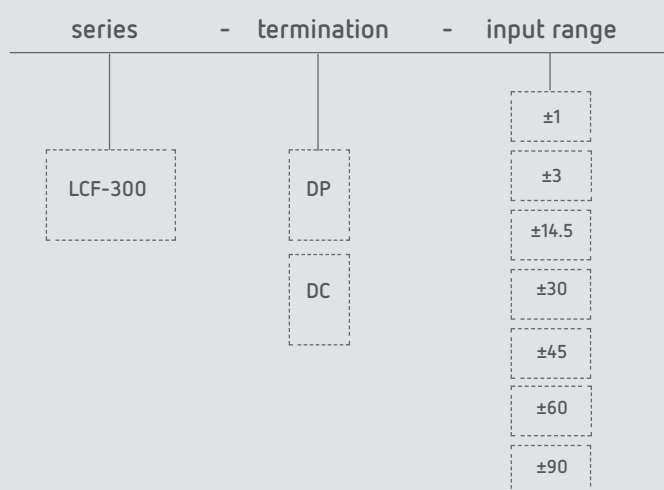 series - termination - input range
±1
±3
LCF-300 DP
±14.5
DC ±30
±45
±60
±90